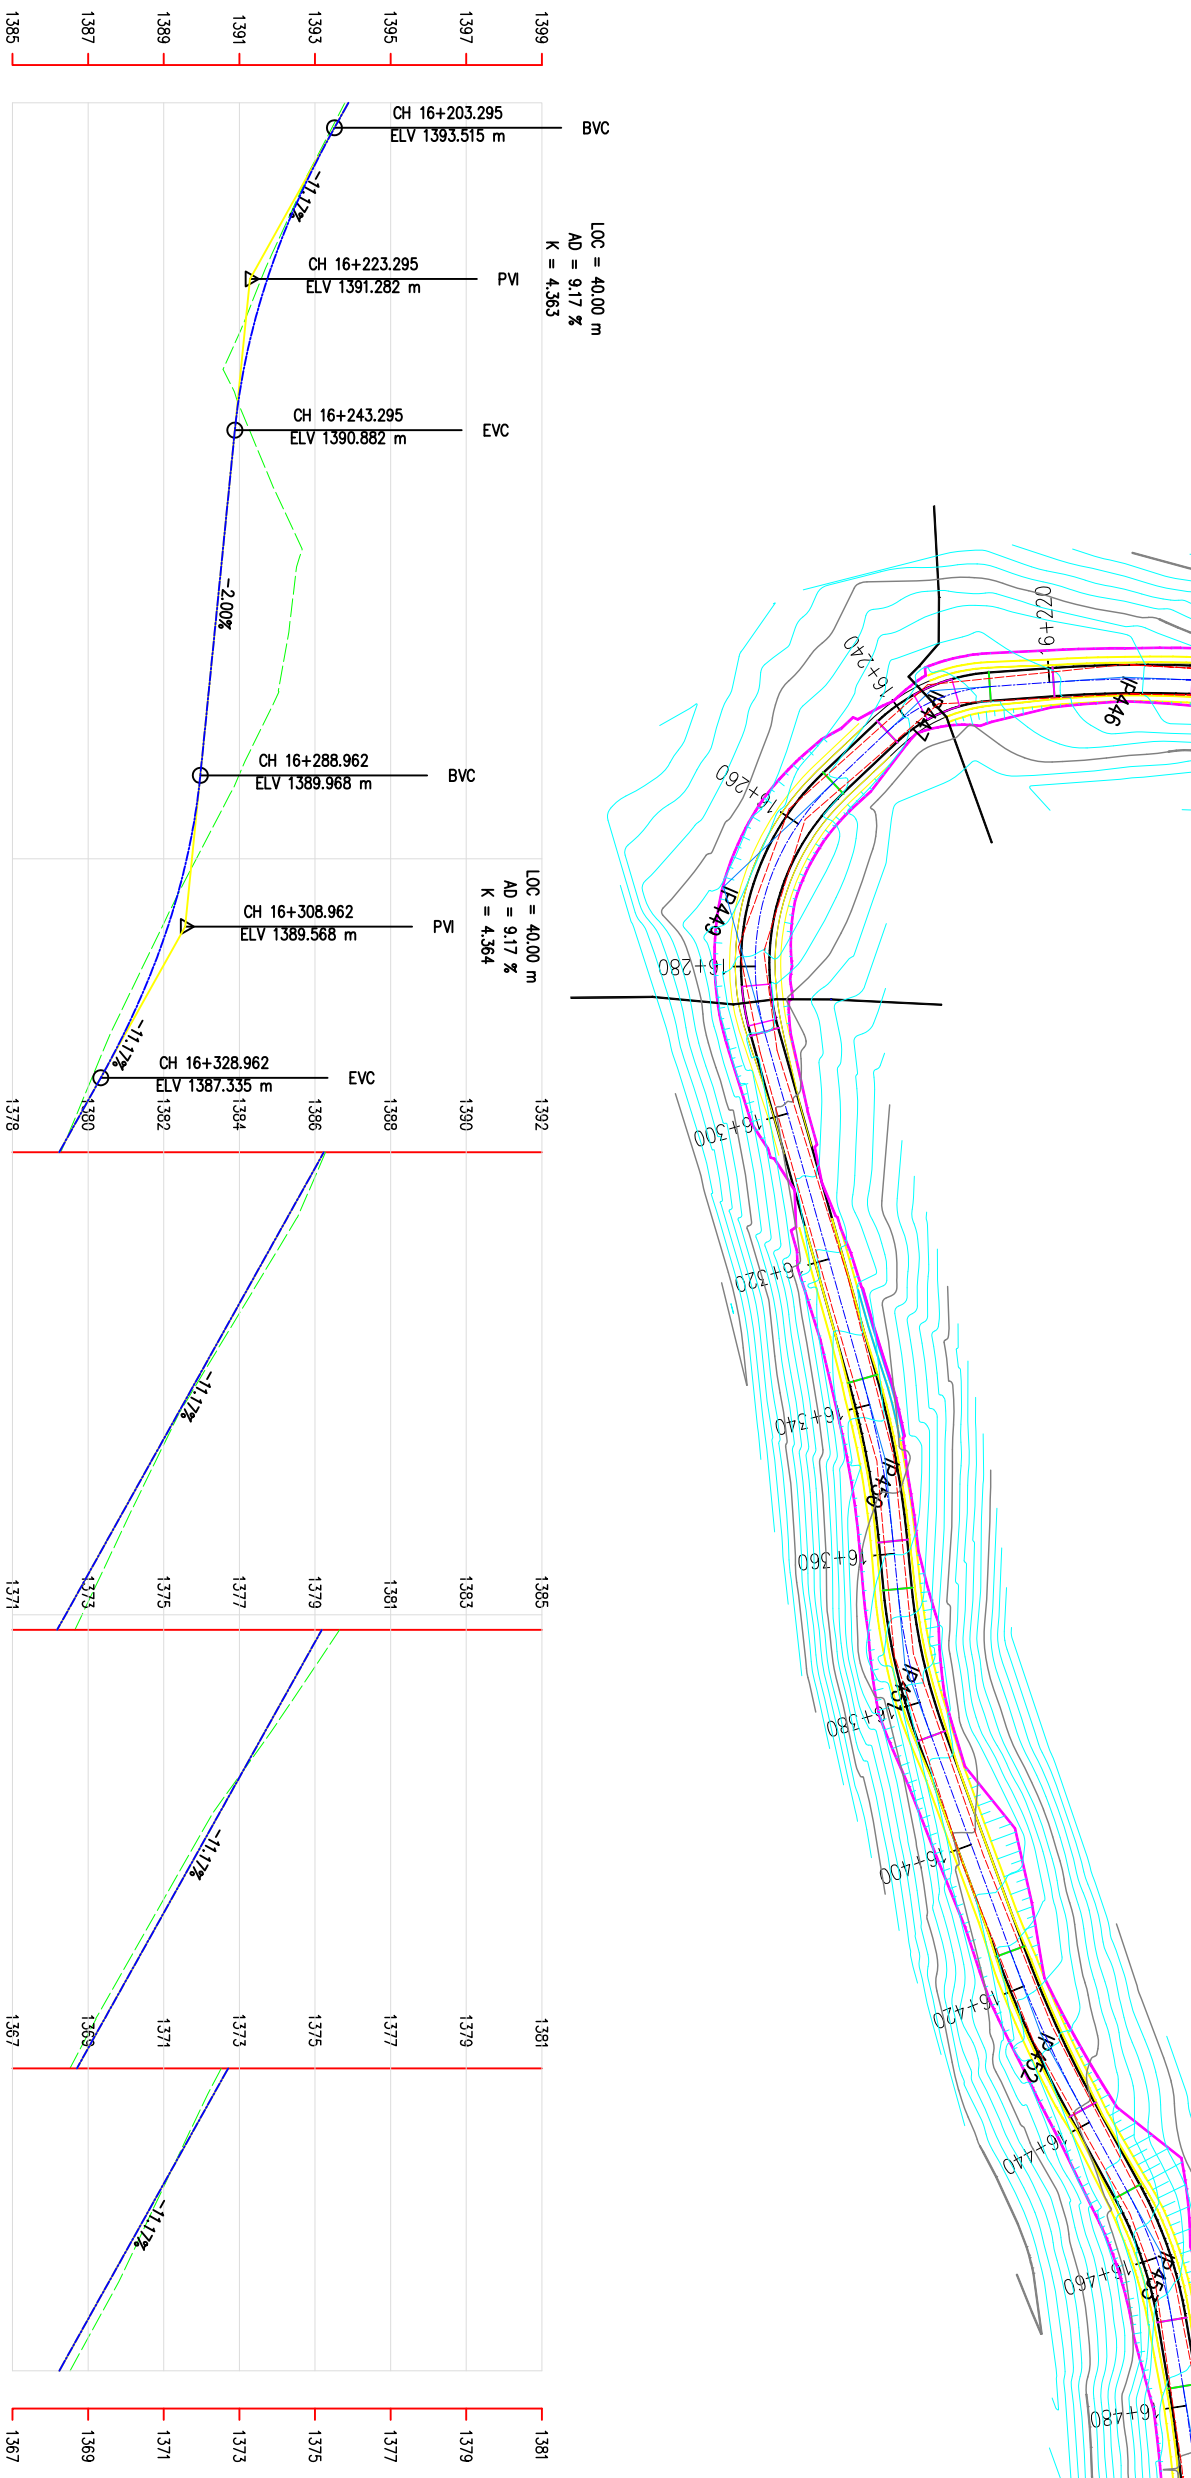 1385
1387
1389
1391
1393
1395
1397
1399
CH 16+203.295
ELV 1393.515 m
BVC
-11.17%
LOC = 40.00 m
AD = 9.17 %
K = 4.363
CH 16+223.295
ELV 1391.282 m
PVI
CH 16+243.295
ELV 1390.882 m
EVC
-2.00%
CH 16+288.962
ELV 1389.968 m
BVC
LOC = 40.00 m
AD = 9.17 %
K = 4.364
CH 16+308.962
ELV 1389.568 m
PVI
-11.17%
CH 16+328.962
ELV 1387.335 m
EVC
1378
1380
1382
1384
1386
1388
1390
1392
-11.17%
1371
1373
1375
1377
1379
1381
1383
1385
-11.17%
1367
1369
1371
1373
1375
1377
1379
1381
-11.17%
1367
1369
1371
1373
1375
1377
1379
1381
16+220
IP446
16+240
IP447
16+260
IP449
16+280
16+300
16+320
16+340
IP450
16+360
IP451
16+380
16+400
16+420
IP452
16+440
IP453
16+460
16+480